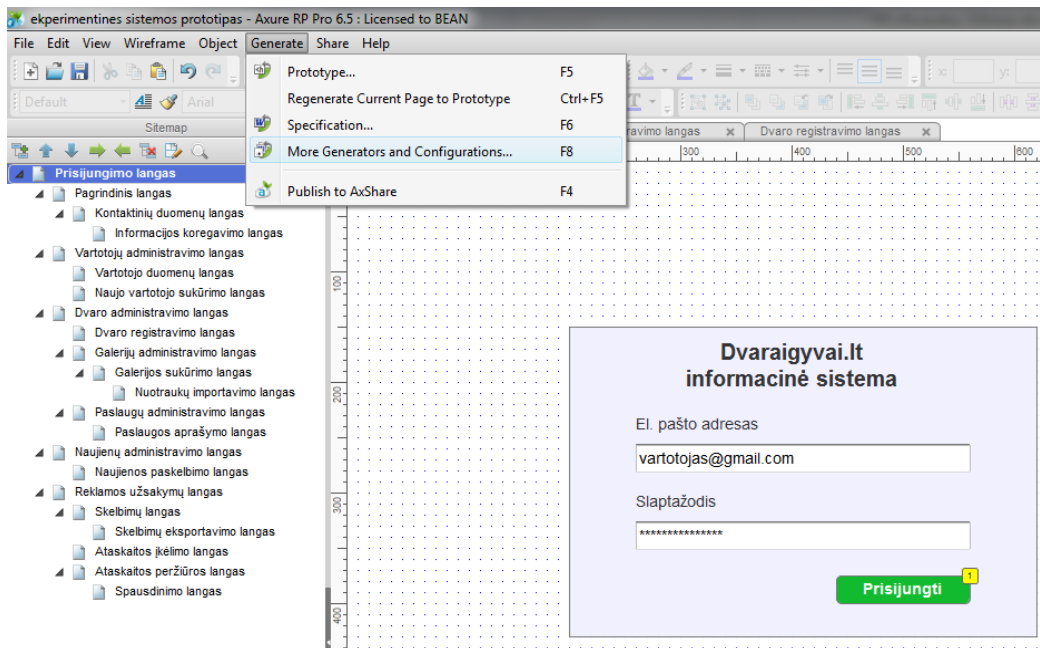 ekperimentines sistemos prototipas - Axure RP Pro 6.5 : Licensed to BEAN
File Edit View Wireframe Object Generate Share Help
Prototype... F5
Regenerate Current Page to Prototype Ctrl+F5
Specification... F6
More Generators and Configurations... F8
Publish to AxShare F4
x: y:
Default Arial
Sitemap
ravimo langas Dvaro registravimo langas
300 400 500 600
Prisijungimo langas
Pagrindinis langas
Kontaktinių duomenų langas
Informacijos koregavimo langas
Vartotojų administravimo langas
Vartotojo duomenų langas
Naujo vartotojo sukūrimo langas
Dvaro administravimo langas
Dvaro registravimo langas
Galerijų administravimo langas
Galerijos sukūrimo langas
Nuotraukų importavimo langas
Paslaugų administravimo langas
Paslaugos aprašymo langas
Naujienų administravimo langas
Naujienos paskelbimo langas
Reklamos užsakymų langas
Skelbimų langas
Skelbimų eksportavimo langas
Ataskaitos įkėlimo langas
Ataskaitos peržiūros langas
Spausdinimo langas
100
200
300
400
Dvaraigyvai.lt
informacinė sistema
El. pašto adresas
vartotojas@gmail.com
Slaptažodis
***************
Prisijungti
1